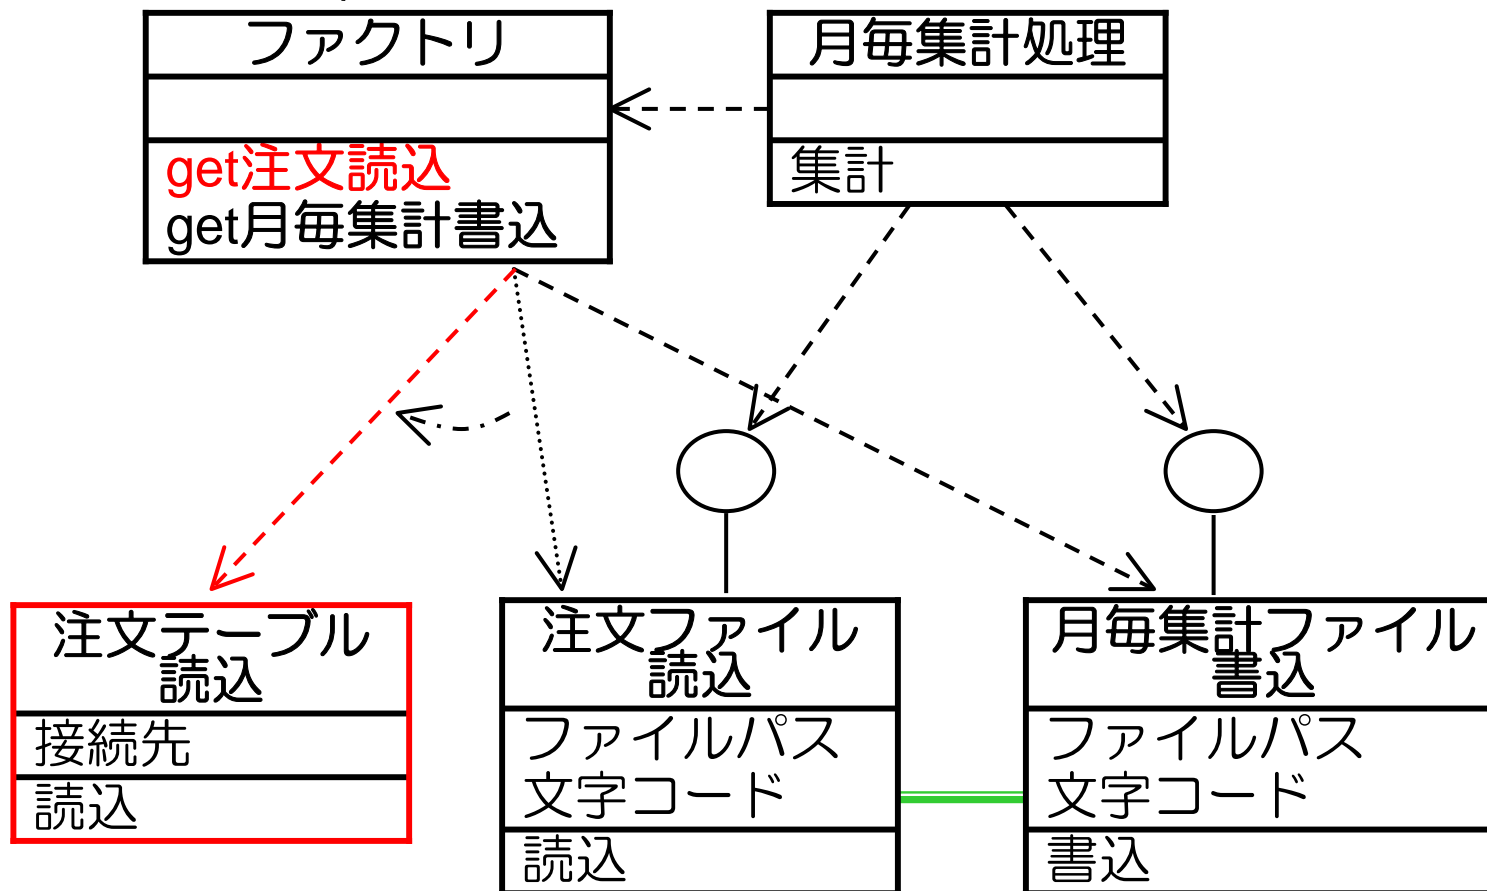 ファクトリ
get注文読込
get月毎集計書込
月毎集計処理
集計
注文テーブル
読込
接続先
読込
注文ファイル
読込
ファイルパス
文字コード
読込
月毎集計ファイル
書込
ファイルパス
文字コード
書込